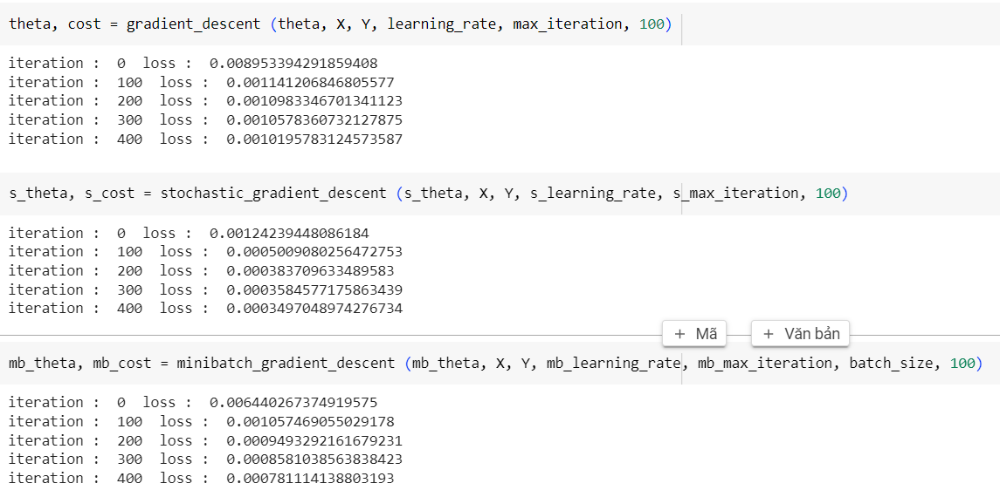 theta, cost = gradient_descent (theta, X, Y, learning_rate, max_iteration, 100)
iteration :  0  loss :  0.008953394291859408
iteration :  100  loss :  0.001141206846805577
iteration :  200  loss :  0.0010983346701341123
iteration :  300  loss :  0.0010578360732127875
iteration :  400  loss :  0.0010195783124573587
s_theta, s_cost = stochastic_gradient_descent (s_theta, X, Y, s_learning_rate, s_max_iteration, 100)
iteration :  0  loss :  0.00124239448086184
iteration :  100  loss :  0.0005009080256472753
iteration :  200  loss :  0.000383709633489583
iteration :  300  loss :  0.0003584577175863439
iteration :  400  loss :  0.0003497048974276734
+ Mã
+ Văn bản
mb_theta, mb_cost = minibatch_gradient_descent (mb_theta, X, Y, mb_learning_rate, mb_max_iteration, batch_size, 100)
iteration :  0  loss :  0.006440267374919575
iteration :  100  loss :  0.001057469055029178
iteration :  200  loss :  0.0009493292161679231
iteration :  300  loss :  0.0008581038563838423
iteration :  400  loss :  0.000781114138803193